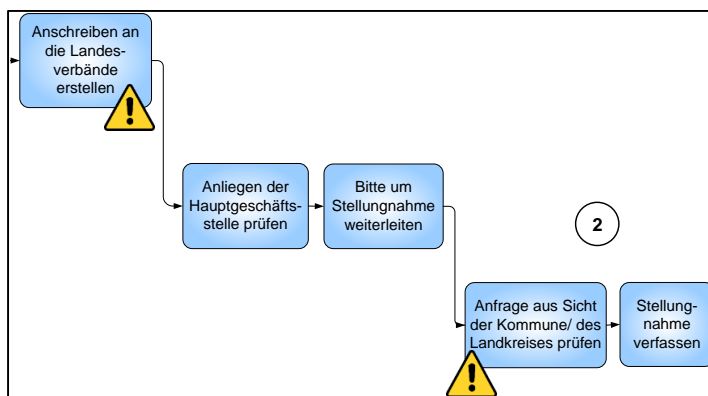 Anschreiben an
die Landes-
verbände
erstellen
Anliegen der
Hauptgeschäfts-
stelle prüfen
Bitte um
Stellungnahme
weiterleiten
2
Anfrage aus Sicht
der Kommune/ des
Landkreises prüfen
Stellung-
nahme
verfassen